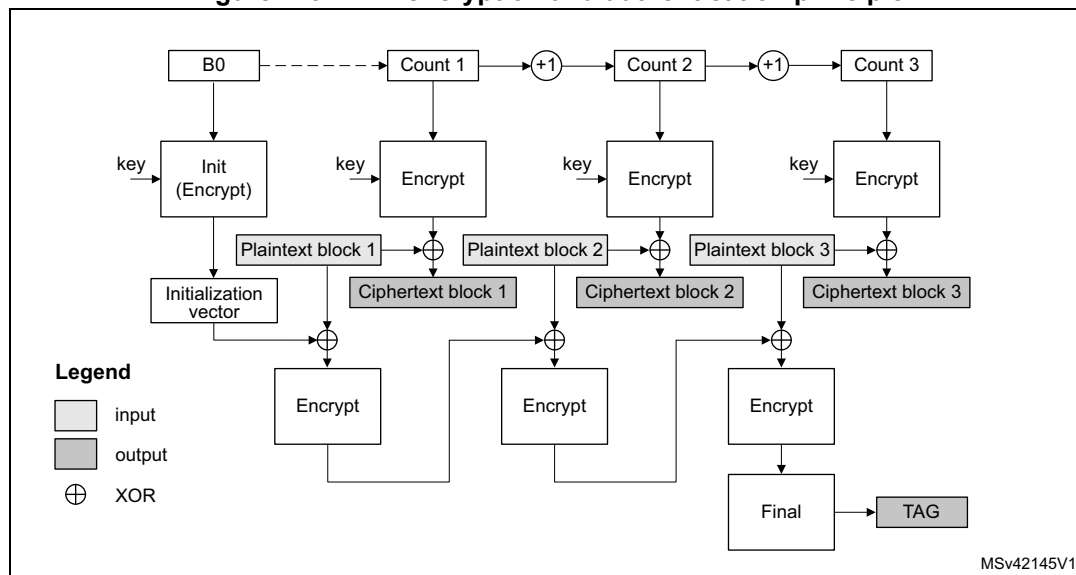 B0
Count 1
+1
Count 2
+1
Count 3
key
Init
(Encrypt)
key
Encrypt
key
Encrypt
key
Encrypt
Plaintext block 1
Plaintext block 2
Plaintext block 3
Ciphertext block 1
Ciphertext block 2
Ciphertext block 3
Initialization
vector
Legend
input
output
XOR
Encrypt
Encrypt
Encrypt
Final
TAG
MSv42145V1